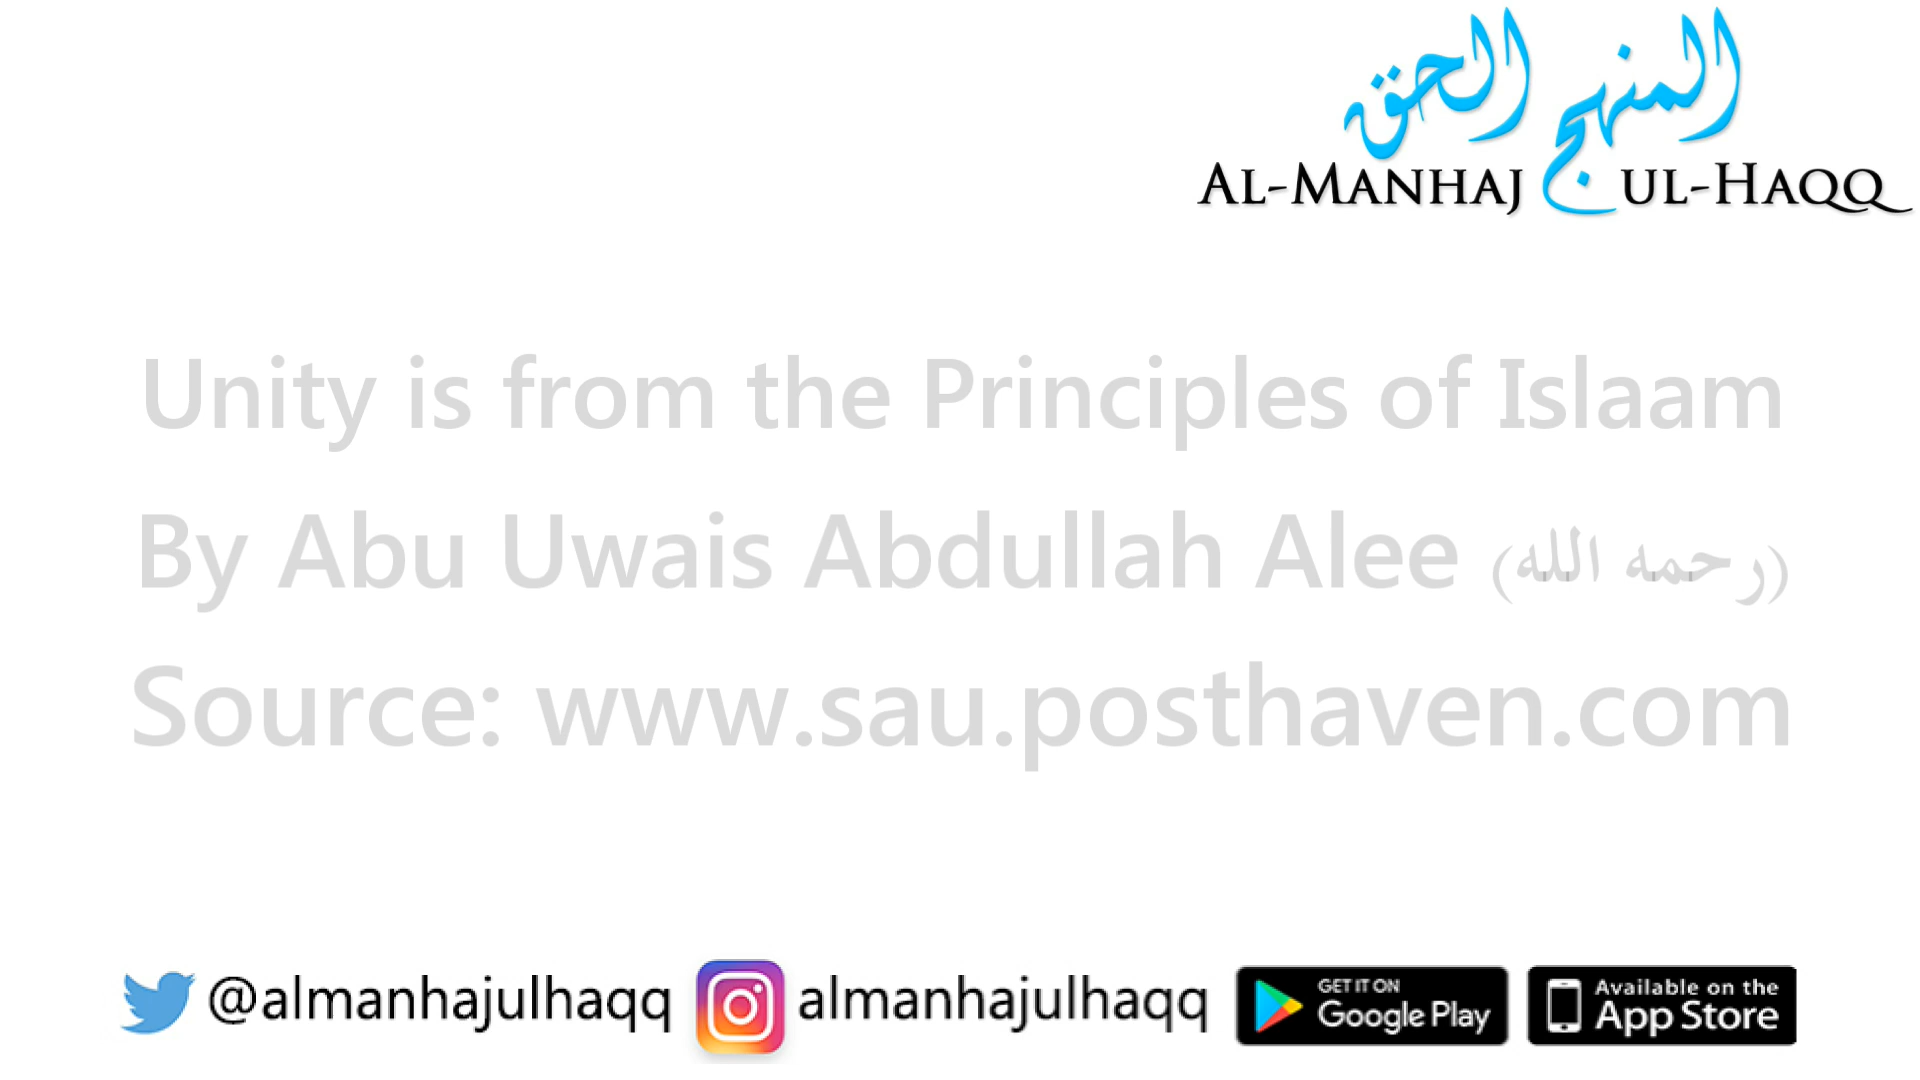 المنهج الحق
AL-MANHAJ UL-HAQQ
Unity is from the Principles of Islaam
By Abu Uwais Abdullah Alee (رحمه الله)
Source: www.sau.posthaven.com
@almanhajulhaqq almanhajulhaqq GET IT ON Google Play Available on the App Store